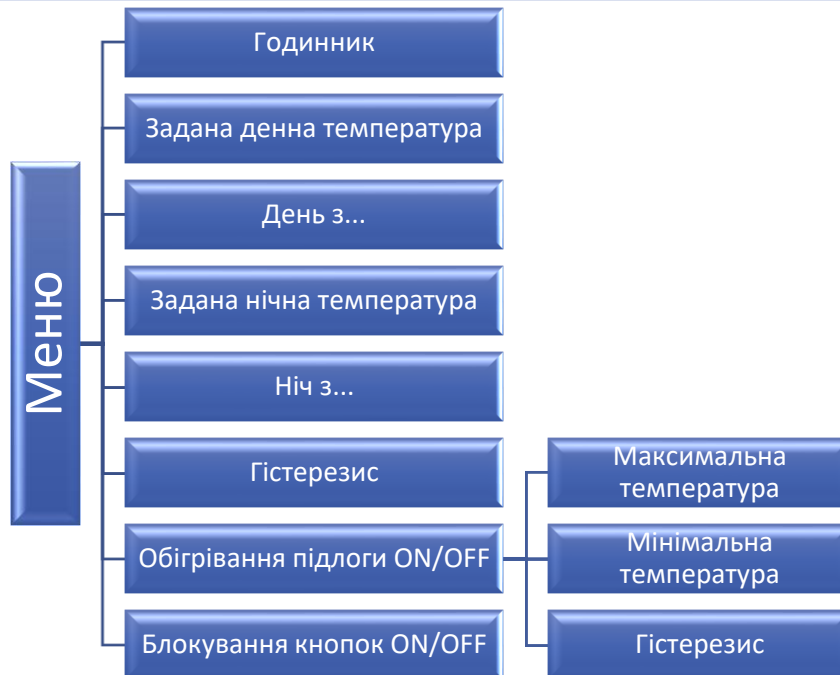 Меню
Годинник
Задана денна температура
День з...
Задана нічна температура
Ніч з...
Гістерезис
Обігрівання підлоги ON/OFF
Максимальна
температура
Мінімальна
температура
Гістерезис
Блокування кнопок ON/OFF